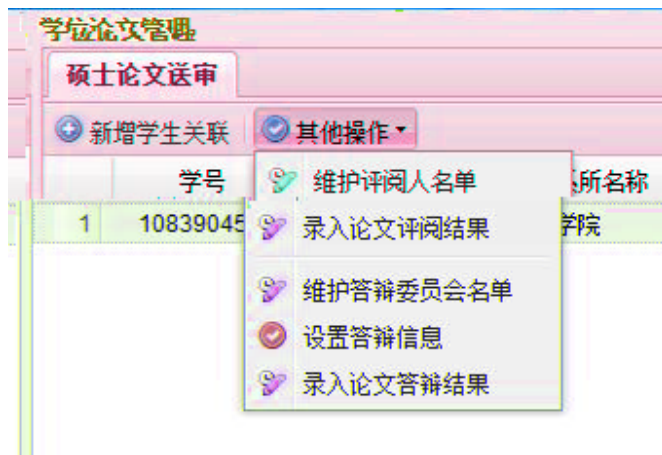 学位论文管理
硕士论文送审
新增学生关联 其他操作
学号 所名称
1 10839045 学院
维护评阅人名单
录入论文评阅结果
维护答辩委员会名单
设置答辩信息
录入论文答辩结果